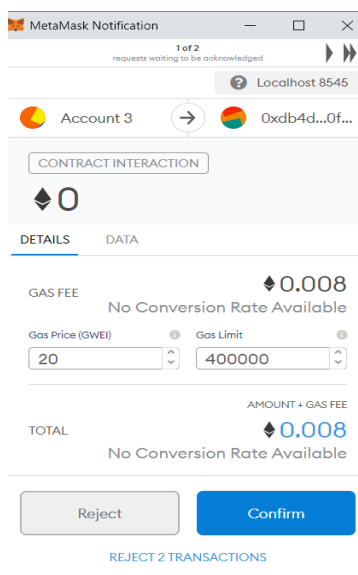 MetaMask Notification
1 of 2
requests waiting to be acknowledged
Localhost 8545
Account 3
0xdb4d...0f...
CONTRACT INTERACTION
0
DETAILS DATA
GAS FEE
0.008
No Conversion Rate Available
Gas Price (GWEI) Gas Limit
20 400000
AMOUNT + GAS FEE
TOTAL
0.008
No Conversion Rate Available
Reject Confirm
REJECT 2 TRANSACTIONS